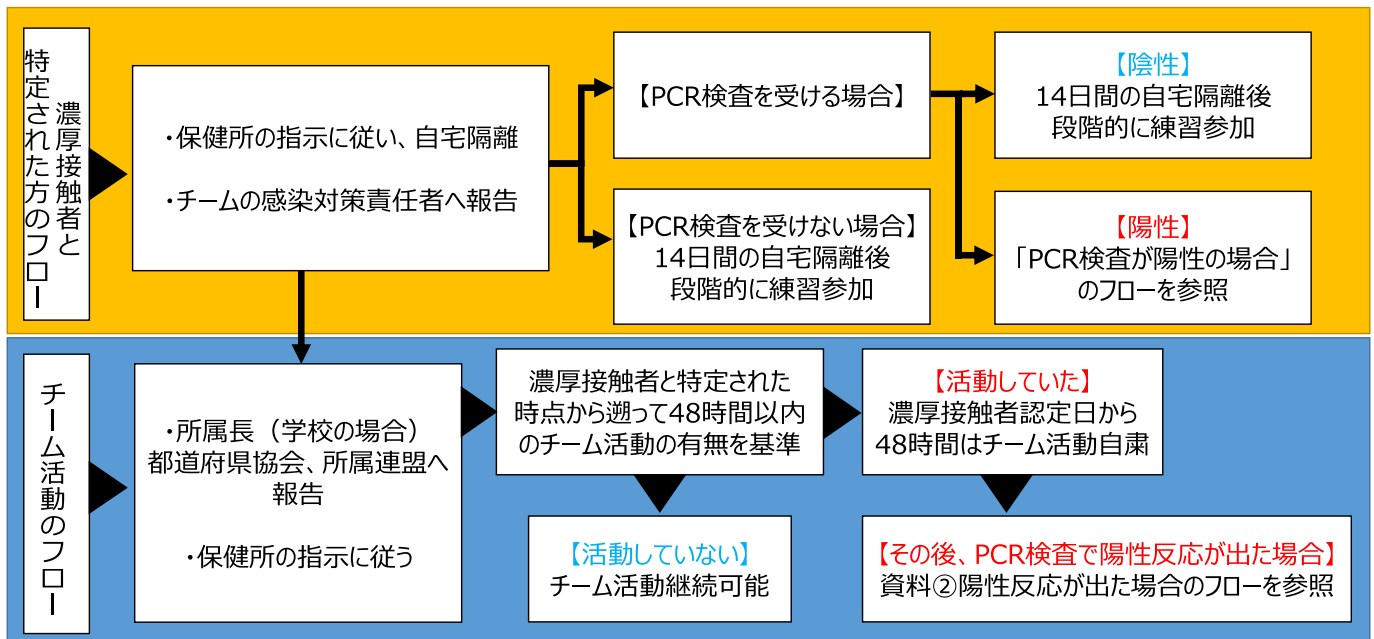 濃厚接触者と
特定された方のフロー
・保健所の指示に従い、自宅隔離
・チームの感染対策責任者へ報告
【PCR検査を受ける場合】
【陰性】
14日間の自宅隔離後
段階的に練習参加
【PCR検査を受けない場合】
14日間の自宅隔離後
段階的に練習参加
【陽性】
「PCR検査が陽性の場合」
のフローを参照
チーム活動のフロー
・所属長（学校の場合）
都道府県協会、所属連盟へ
報告
・保健所の指示に従う
濃厚接触者と特定された
時点から遡って48時間以内
のチーム活動の有無を基準
【活動していた】
濃厚接触者認定日から
48時間はチーム活動自粛
【活動していない】
チーム活動継続可能
【その後、PCR検査で陽性反応が出た場合】
資料②陽性反応が出た場合のフローを参照